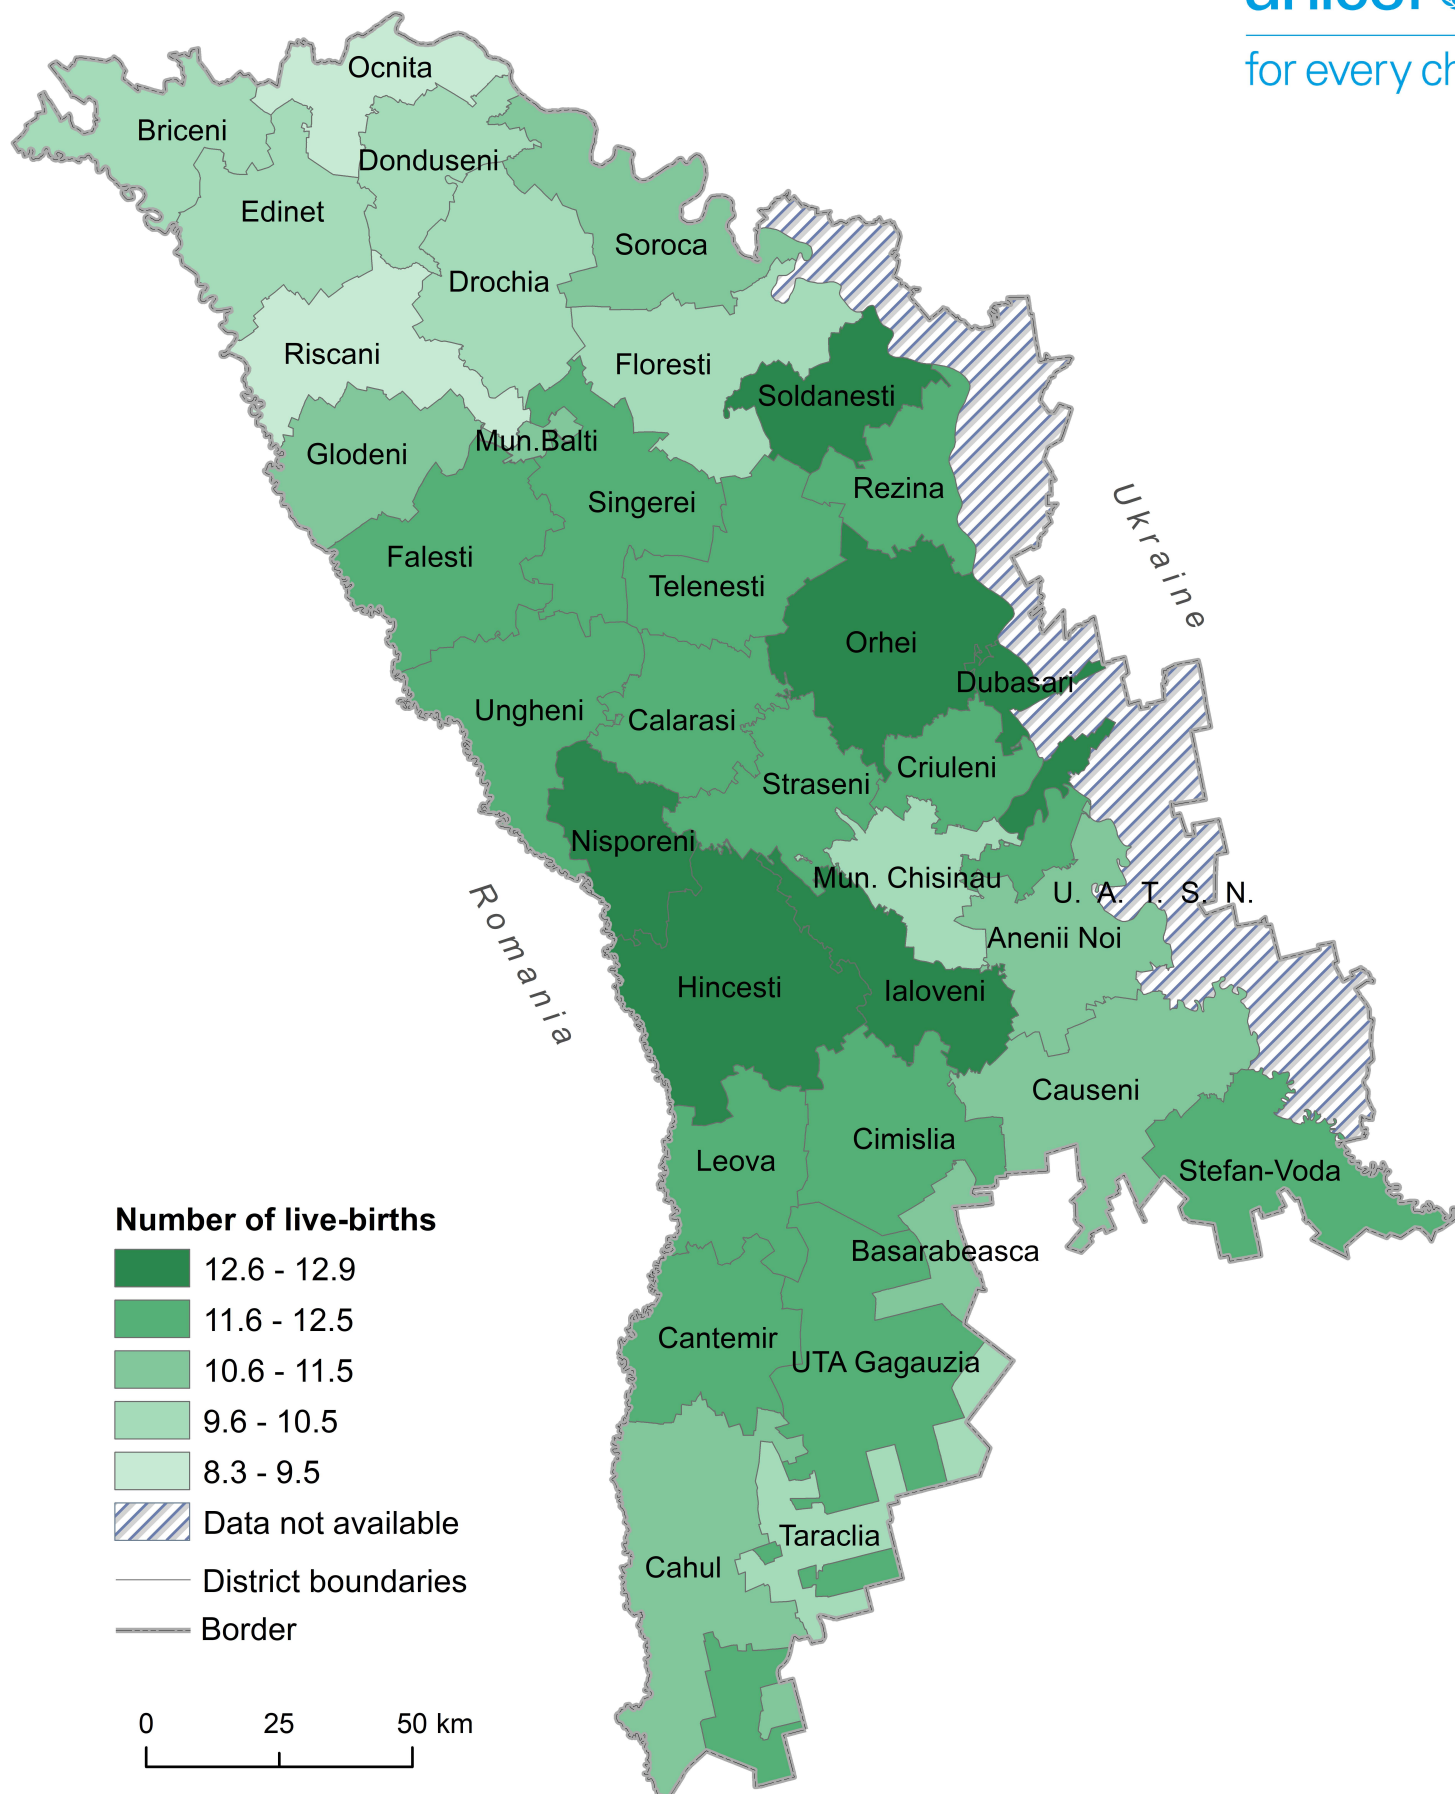 for every ch
Ocnita
Briceni
Donduseni
Edinet
Soroca
Drochia
Riscani
Floresti
Soldanesti
Mun.Balti
Glodeni
Rezina
Singerei
Ukraine
Falesti
Telenesti
Orhei
Dubasari
Ungheni
Calarasi
Criuleni
Straseni
Nisporeni
Mun. Chisinau
U. A. T. S. N.
Romania
Anenii Noi
Hincesti
Ialoveni
Causeni
Cimislia
Leova
Stefan-Voda
Basarabeasca
Cantemir
UTA Gagauzia
Taraclia
Cahul
Number of live-births
12.6 - 12.9
11.6 - 12.5
10.6 - 11.5
9.6 - 10.5
8.3 - 9.5
Data not available
District boundaries
Border
0 25 50 km